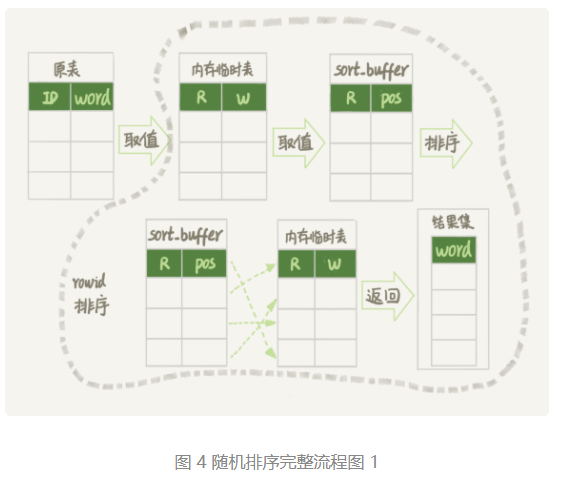 原表
ID word
取值
内存临时表
R W
取值
sort_buffer
R pos
排序
rowid
排序
sort_buffer
R pos
内存临时表
R W
返回
结果集
word
图 4 随机排序完整流程图 1